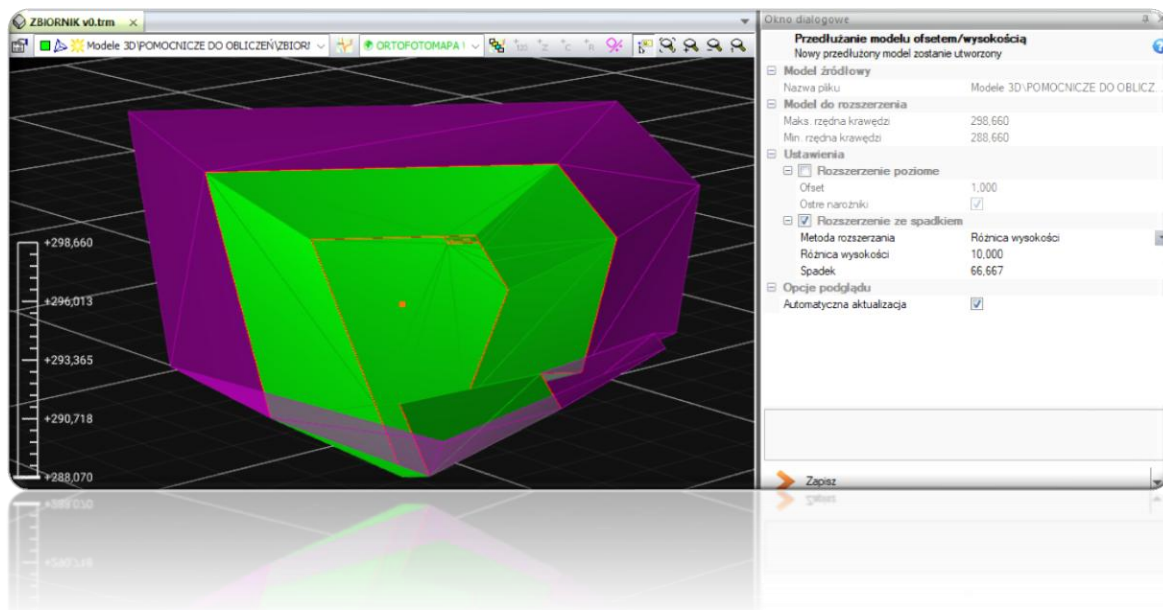 ZBIORNIK v0.trm ×
Modele 3D\POMOCNICZE DO OBLICZEŃ\ZBIORI
ORTOFOTOMAPA
+298,660
+296,013
+293,365
+290,718
+288,070
Okno dialogowe
Przedłużanie modelu ofsetem/wysokością
Nowy przedłużony model zostanie utworzony
Model źródłowy
Nazwa pliku Modele 3D\POMOCNICZE DO OBLICZ...
Model do rozszerzenia
Maks. rzędna krawędzi 298,660
Min. rzędna krawędzi 288,660
Ustawienia
Rozszerzenie poziome
Ofset 1,000
Ostre narożniki
Rozszerzenie ze spadkiem
Metoda rozszerzania Różnica wysokości
Różnica wysokości 10,000
Spadek 66,667
Opcje podglądu
Automatyczna aktualizacja
Zapisz